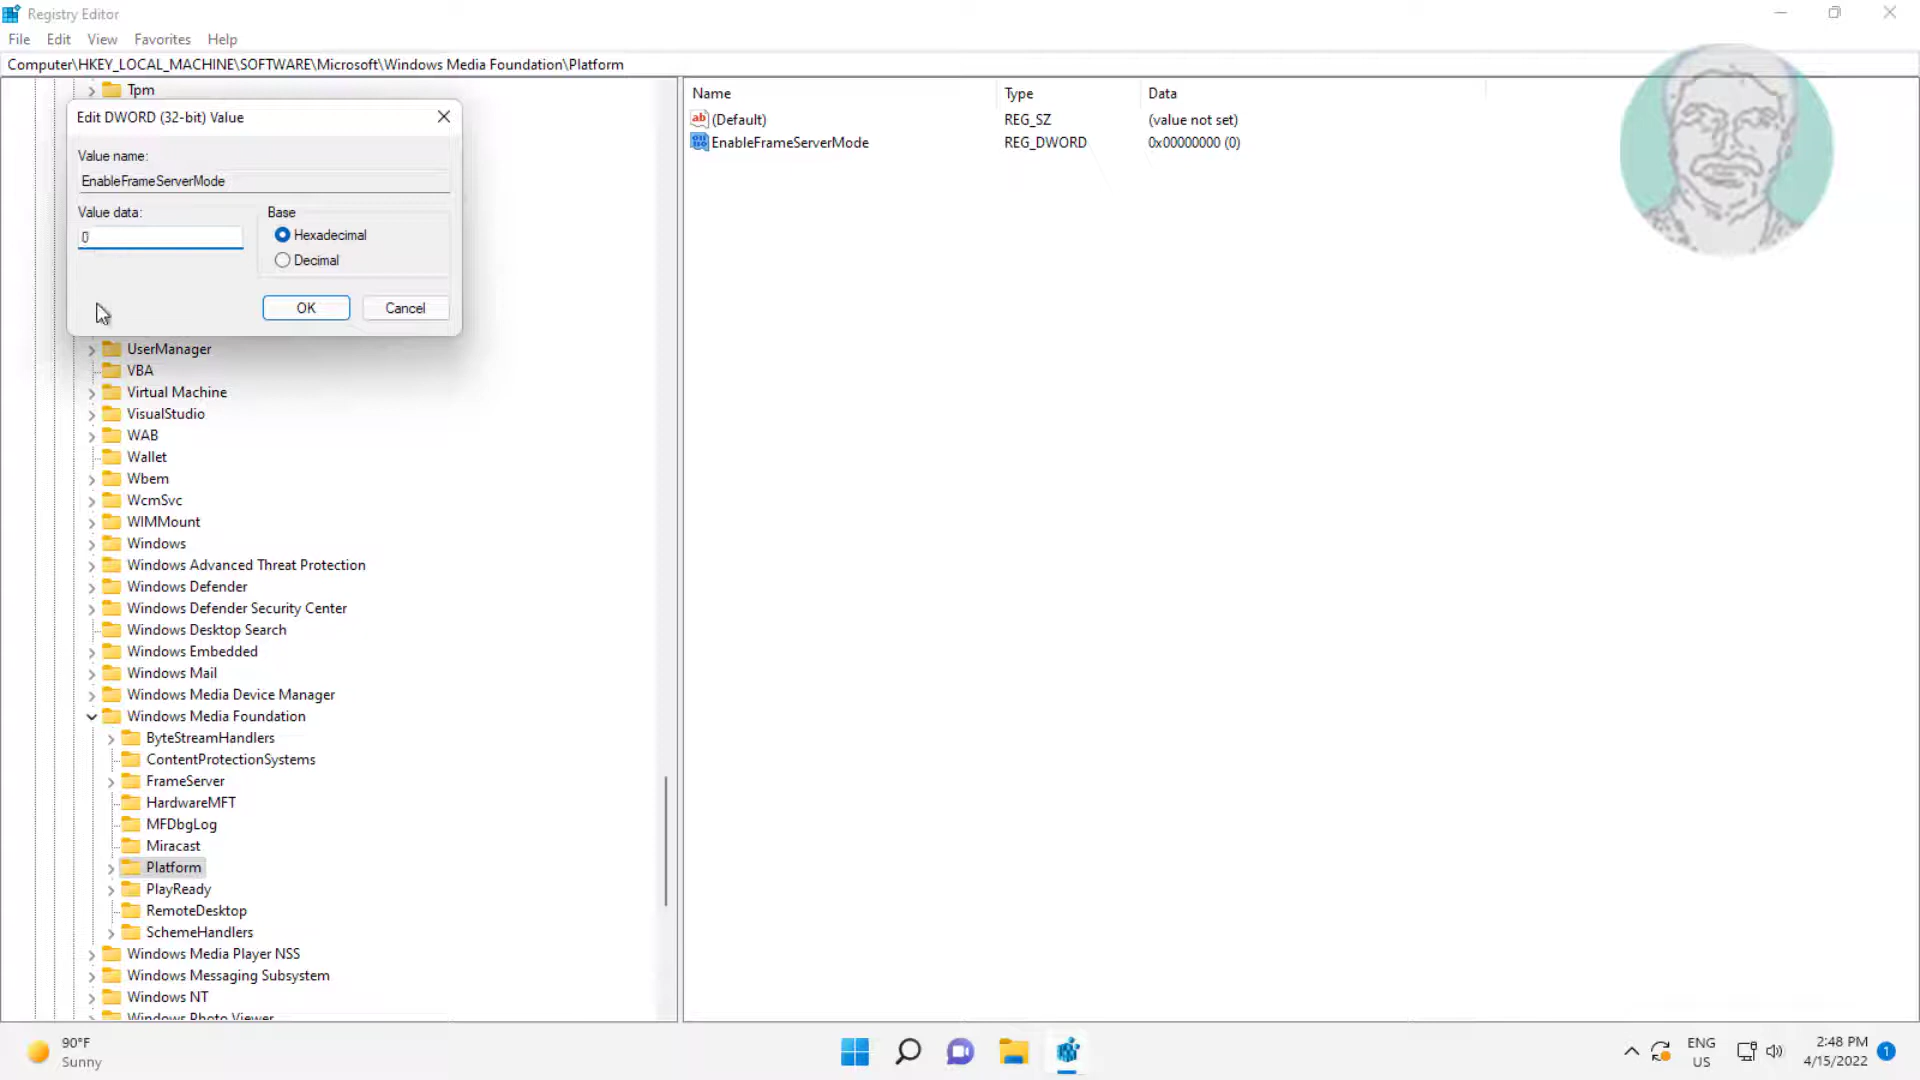 Registry Editor
File Edit View Favorites Help
Computer\HKEY_LOCAL_MACHINE\SOFTWARE\Microsoft\Windows Media Foundation\Platform
Tpm
Edit DWORD (32-bit) Value
Value name:
EnableFrameServerMode
Value data:
0
Base
Hexadecimal
Decimal
OK
Cancel
UserManager
VBA
Virtual Machine
VisualStudio
WAB
Wallet
Wbem
WcmSvc
WIMMount
Windows
Windows Advanced Threat Protection
Windows Defender
Windows Defender Security Center
Windows Desktop Search
Windows Embedded
Windows Mail
Windows Media Device Manager
Windows Media Foundation
ByteStreamHandlers
ContentProtectionSystems
FrameServer
HardwareMFT
MFDbgLog
Miracast
Platform
PlayReady
RemoteDesktop
SchemeHandlers
Windows Media Player NSS
Windows Messaging Subsystem
Windows NT
Windows Photo Viewer
Name Type Data
ab (Default) REG_SZ (value not set)
EnableFrameServerMode REG_DWORD 0x00000000 (0)
90°F
Sunny
ENG
US
2:48 PM
4/15/2022
1